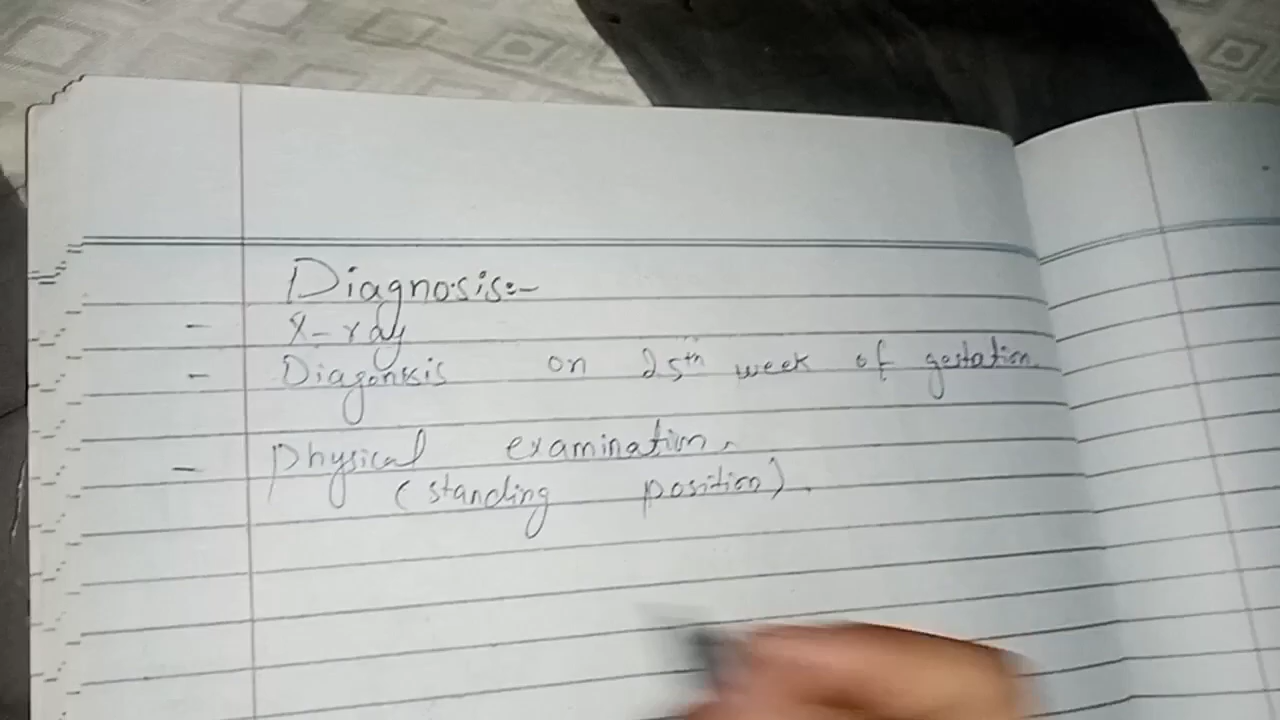 Diagnosis:-
- X-ray
- Diagonsis on 25th week of gestation.
- Physical examination.
(standing position).